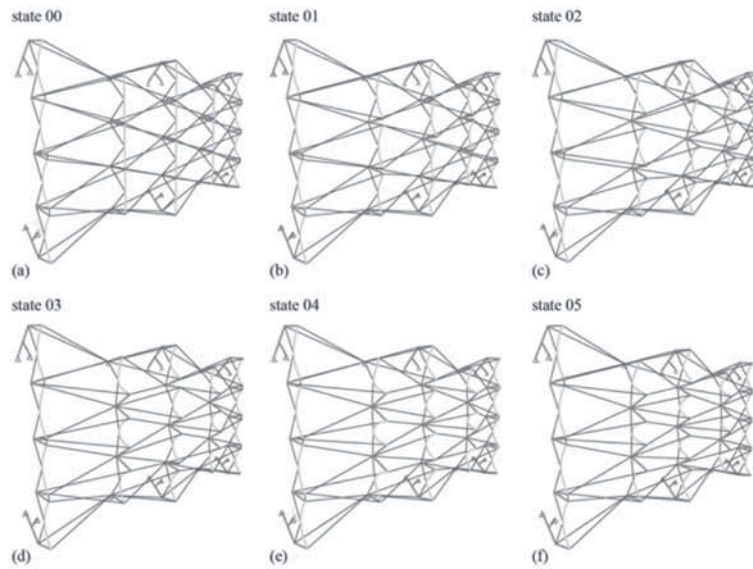 state 00
state 01
state 02
(a)
(b)
(c)
state 03
state 04
state 05
(d)
(e)
(f)